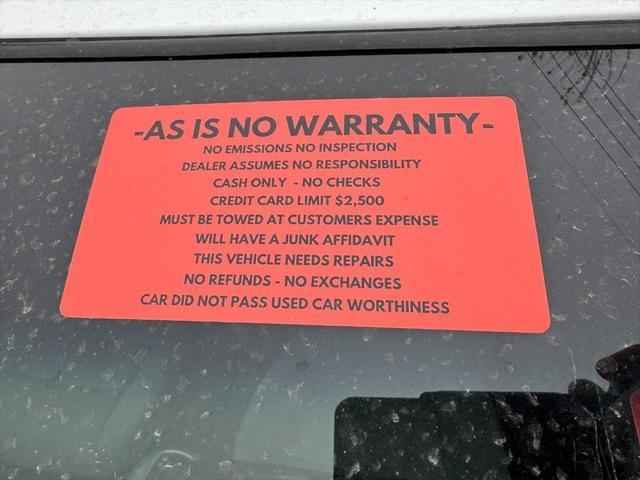 -AS IS NO WARRANTY-
NO EMISSIONS NO INSPECTION
DEALER ASSUMES NO RESPONSIBILITY
CASH ONLY - NO CHECKS
CREDIT CARD LIMIT $2,500
MUST BE TOWED AT CUSTOMERS EXPENSE
WILL HAVE A JUNK AFFIDAVIT
THIS VEHICLE NEEDS REPAIRS
NO REFUNDS - NO EXCHANGES
CAR DID NOT PASS USED CAR WORTHINESS